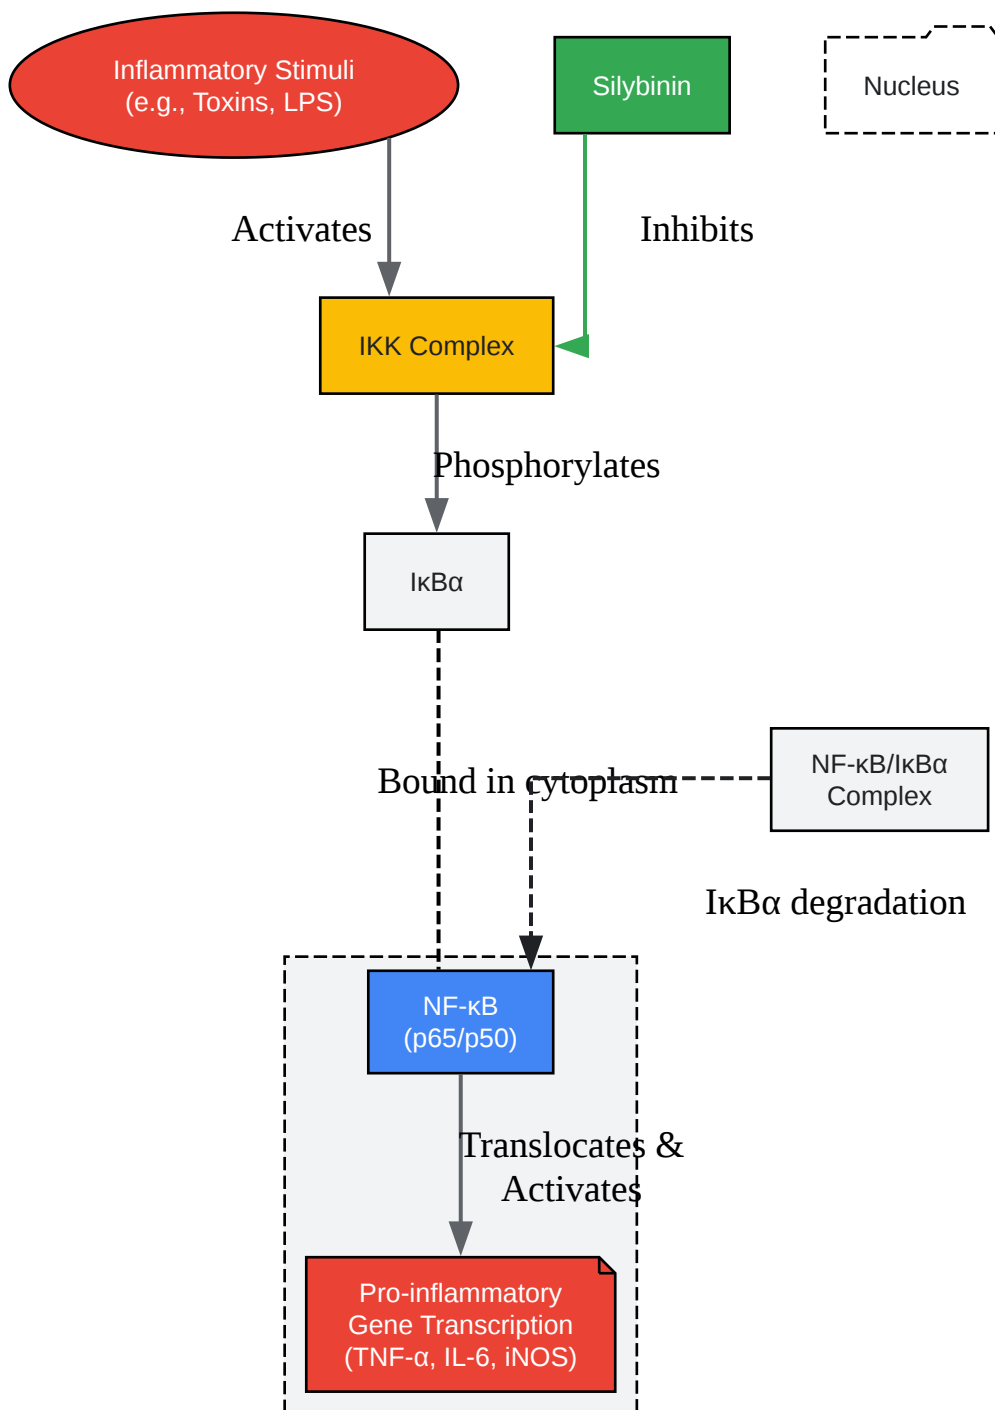 Inflammatory Stimuli
(e.g., Toxins, LPS)
Silybinin
Nucleus
Activates
Inhibits
IKK Complex
Phosphorylates
IκBα
NF-κB/IκBα
Complex
Bound in cytoplasm
IκBα degradation
NF-κB
(p65/p50)
Translocates &
Activates
Pro-inflammatory
Gene Transcription
(TNF-α, IL-6, iNOS)